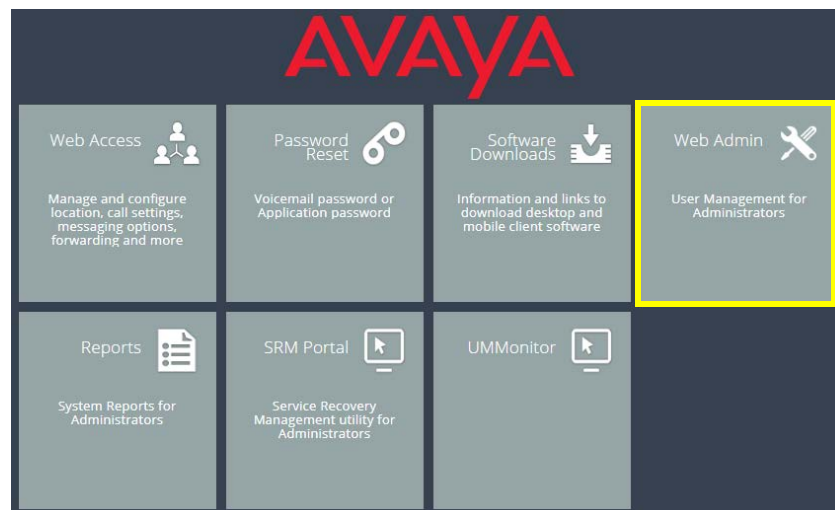 AVAYA
Web Access
Manage and configure
location, call settings,
messaging options,
forwarding and more
Password
Reset
Voicemail password or
Application password
Software
Downloads
Information and links to
download desktop and
mobile client software
Web Admin
User Management for
Administrators
Reports
System Reports for
Administrators
SRM Portal
Service Recovery
Management utility for
Administrators
UMMonitor